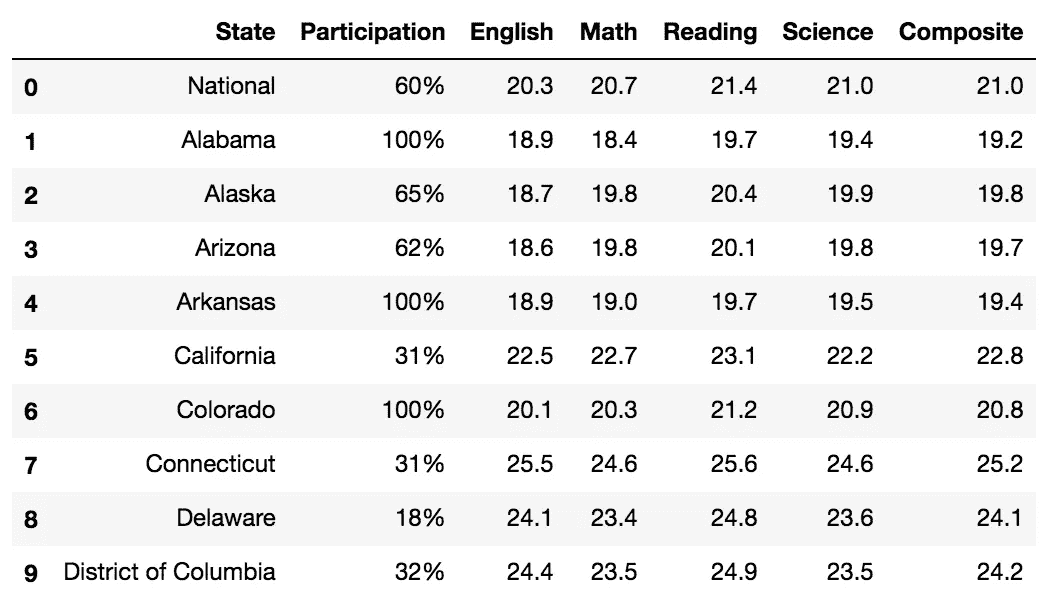 State Participation English Math Reading Science Composite
0 National 60% 20.3 20.7 21.4 21.0 21.0
1 Alabama 100% 18.9 18.4 19.7 19.4 19.2
2 Alaska 65% 18.7 19.8 20.4 19.9 19.8
3 Arizona 62% 18.6 19.8 20.1 19.8 19.7
4 Arkansas 100% 18.9 19.0 19.7 19.5 19.4
5 California 31% 22.5 22.7 23.1 22.2 22.8
6 Colorado 100% 20.1 20.3 21.2 20.9 20.8
7 Connecticut 31% 25.5 24.6 25.6 24.6 25.2
8 Delaware 18% 24.1 23.4 24.8 23.6 24.1
9 District of Columbia 32% 24.4 23.5 24.9 23.5 24.2